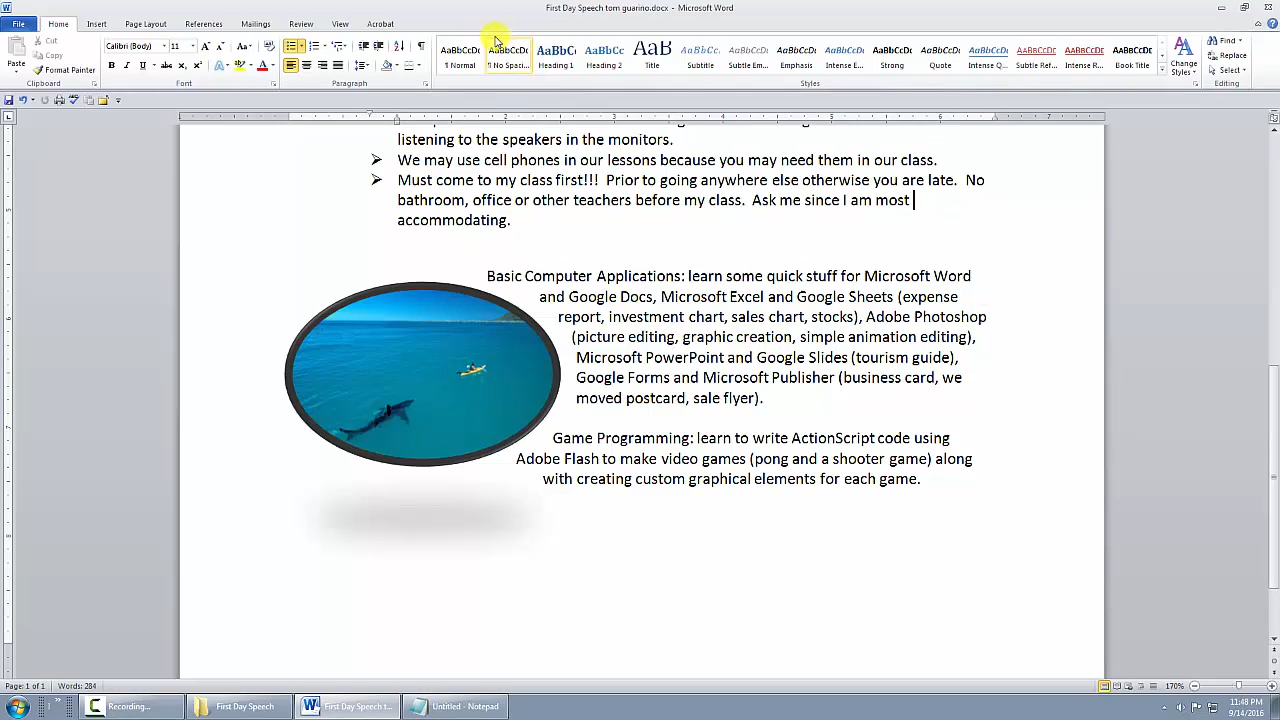 First Day Speech tom guarino.docx - Microsoft Word
File Home Insert Page Layout References Mailings Review View Acrobat
Paste
Cut
Copy
Format Painter
Clipboard
Calibri (Body) 11
Font
Paragraph
AaBbCcDc AaBbCcDc AaBbC AaBbCc AaB AaBbCc. AaBbCcDc AaBbCcDc AaBbCcDc AaBbCcDc AaBbCcDc AaBbCcDc AaBbCcDc AaBbCcDc AaBbCcDc
¶ Normal ¶ No Spaci... Heading 1 Heading 2 Title Subtitle Subtle Em... Emphasis Intense E... Strong Quote Intense Q... Subtle Ref... Intense R... Book Title
Styles
Change Styles
Find
Replace
Select
Editing
listening to the speakers in the monitors.
We may use cell phones in our lessons because you may need them in our class.
Must come to my class first!!! Prior to going anywhere else otherwise you are late. No
bathroom, office or other teachers before my class. Ask me since I am most
accommodating.
Basic Computer Applications: learn some quick stuff for Microsoft Word
and Google Docs, Microsoft Excel and Google Sheets (expense
report, investment chart, sales chart, stocks), Adobe Photoshop
(picture editing, graphic creation, simple animation editing),
Microsoft PowerPoint and Google Slides (tourism guide),
Google Forms and Microsoft Publisher (business card, we
moved postcard, sale flyer).
Game Programming: learn to write ActionScript code using
Adobe Flash to make video games (pong and a shooter game) along
with creating custom graphical elements for each game.
Page: 1 of 1 Words: 284 170%
Recording... First Day Speech First Day Speech t... Untitled - Notepad
11:48 PM
9/14/2016